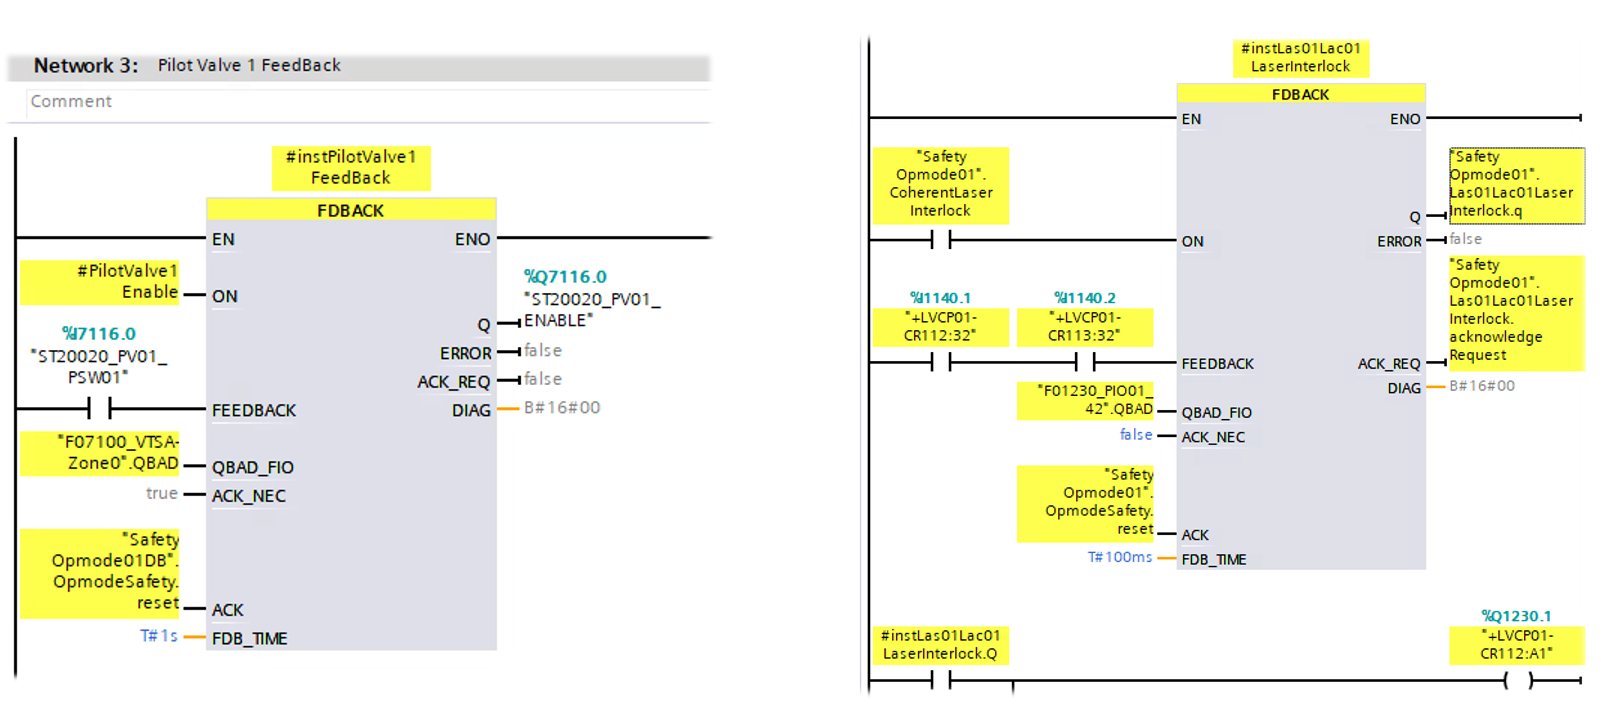 Network 3: Pilot Valve 1 FeedBack
Comment
#instPilotValve1
FeedBack
FDBACK
EN
ENO
#PilotValve1
Enable
ON
%Q7116.0
"ST20020_PV01_
ENABLE"
Q
%I7116.0
"ST20020_PV01_
PSW01"
ERROR
false
ACK_REQ
false
FEEDBACK
DIAG
B#16#00
"F07100_VTSA-
Zone0".QBAD
QBAD_FIO
true
ACK_NEC
"Safety
Opmode01DB".
OpmodeSafety.
reset
ACK
T#1s
FDB_TIME
#instLas01Lac01
LaserInterlock
FDBACK
EN
ENO
"Safety
Opmode01".
CoherentLaser
Interlock
ON
"Safety
Opmode01".
Las01Lac01Laser
Interlock.q
Q
ERROR
false
%I1140.1
"+LVCP01-
CR112:32"
%I1140.2
"+LVCP01-
CR113:32"
FEEDBACK
"Safety
Opmode01".
Las01Lac01Laser
Interlock.
acknowledge
Request
ACK_REQ
DIAG
B#16#00
"F01230_PIO01_
42".QBAD
QBAD_FIO
false
ACK_NEC
"Safety
Opmode01".
OpmodeSafety.
reset
ACK
T#100ms
FDB_TIME
#instLas01Lac01
LaserInterlock.Q
%Q1230.1
"+LVCP01-
CR112:A1"